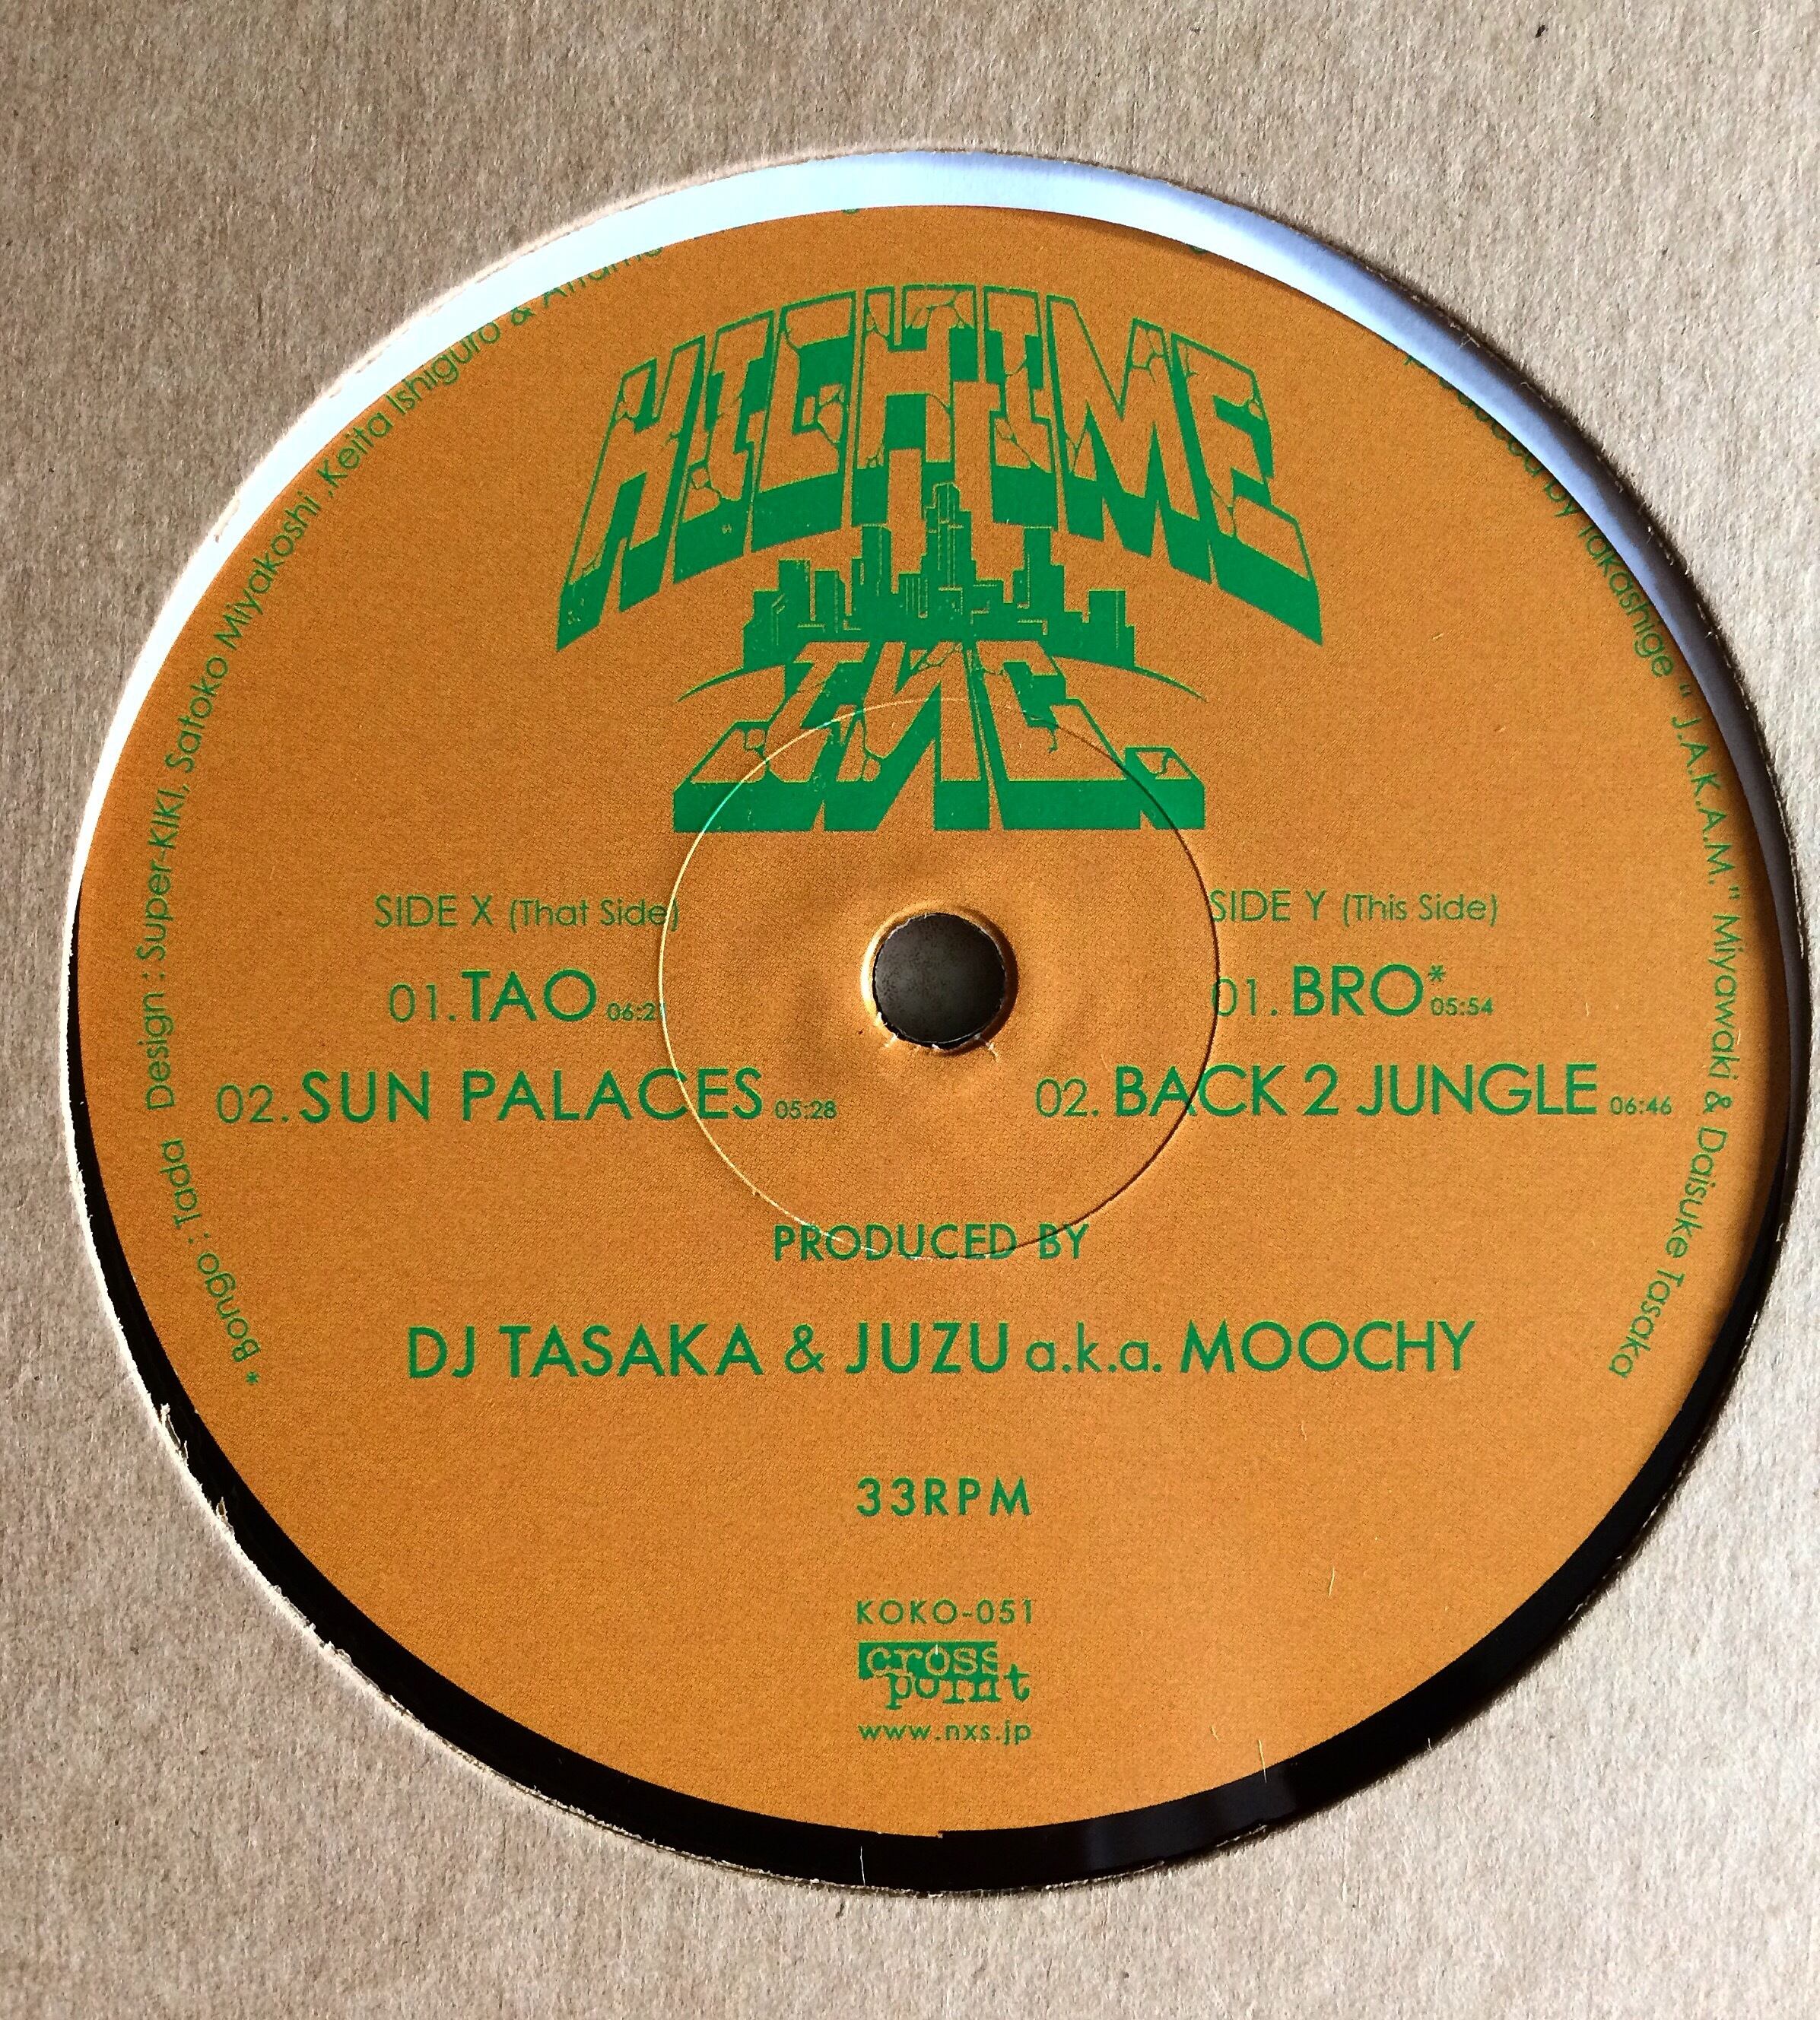 HIGHTIME
INC.
SIDE X (That Side)
01. TAO
02. SUN PALACES 05:28
SIDE Y (This Side)
01. BRO* 05:54
02. BACK 2 JUNGLE 06:46
PRODUCED BY
DJ TASAKA & JUZU a.k.a. MOOCHY
33RPM
KOKO-051
cross
point
www.nxs.jp
* Bongo : Tada Design : Super-KIKI, Satoko Miyakoshi ,Keita Ishiguro &
by Takashige "J.A.K.A.M." Miyawaki & Daisuke Tasaka